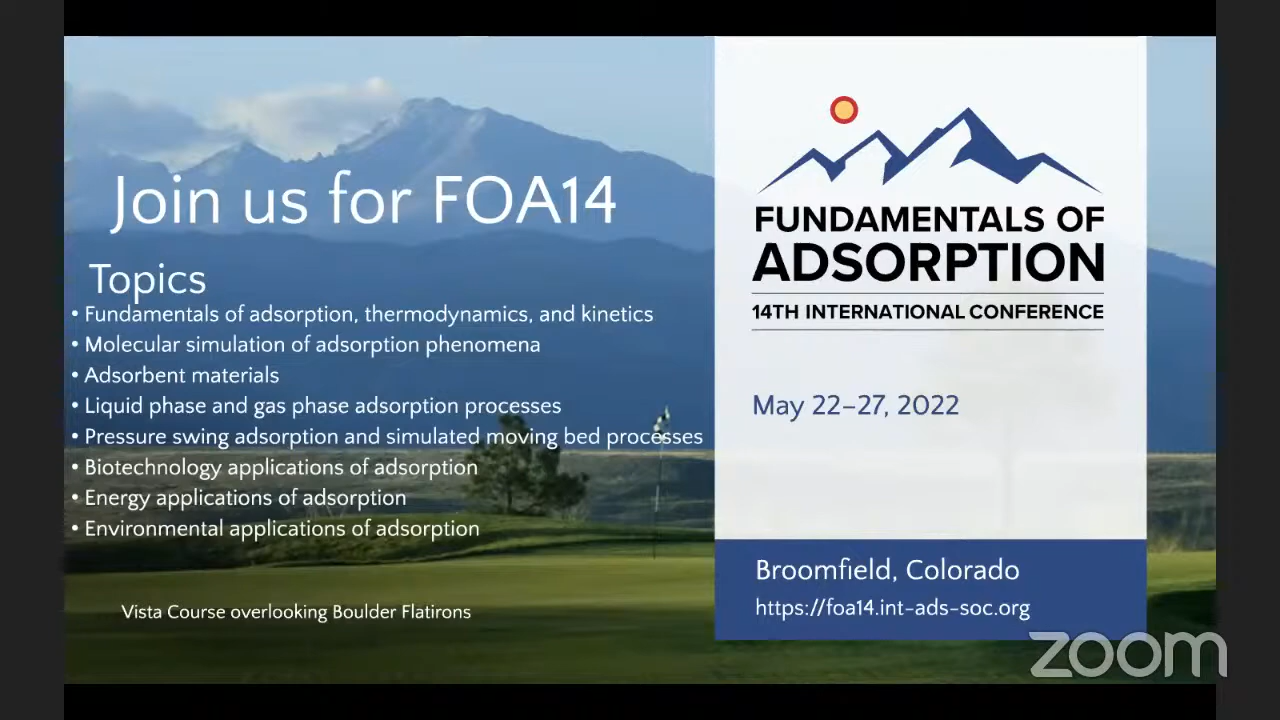 Join us for FOA14
Topics
• Fundamentals of adsorption, thermodynamics, and kinetics
• Molecular simulation of adsorption phenomena
• Adsorbent materials
• Liquid phase and gas phase adsorption processes
• Pressure swing adsorption and simulated moving bed processes
• Biotechnology applications of adsorption
• Energy applications of adsorption
• Environmental applications of adsorption
Vista Course overlooking Boulder Flatirons
FUNDAMENTALS OF
ADSORPTION
14TH INTERNATIONAL CONFERENCE
May 22–27, 2022
Broomfield, Colorado
https://foa14.int-ads-soc.org
zoom